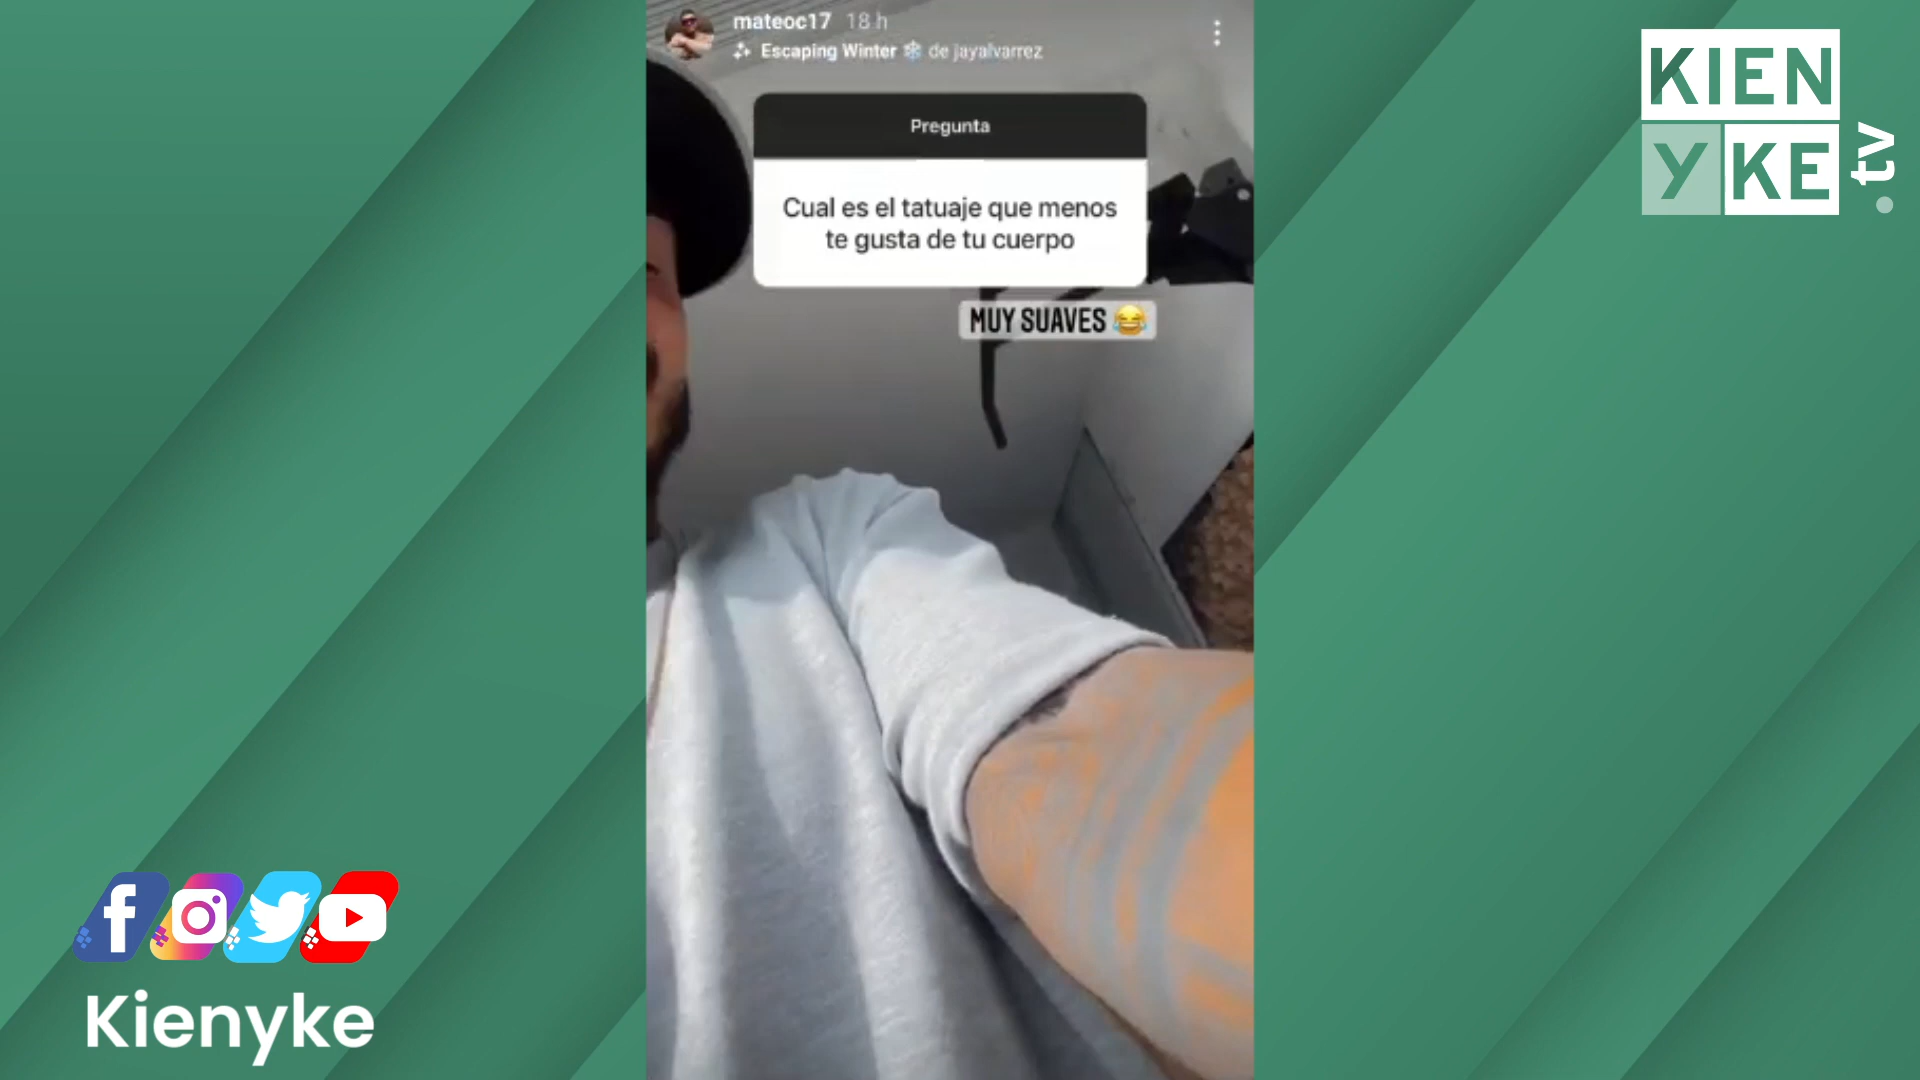 mateoc17 18 h
Escaping Winter ❄️ de jayalvarrez
Pregunta
Cual es el tatuaje que menos
te gusta de tu cuerpo
MUY SUAVES 😂
KIEN
YKE
.tv
Kienyke